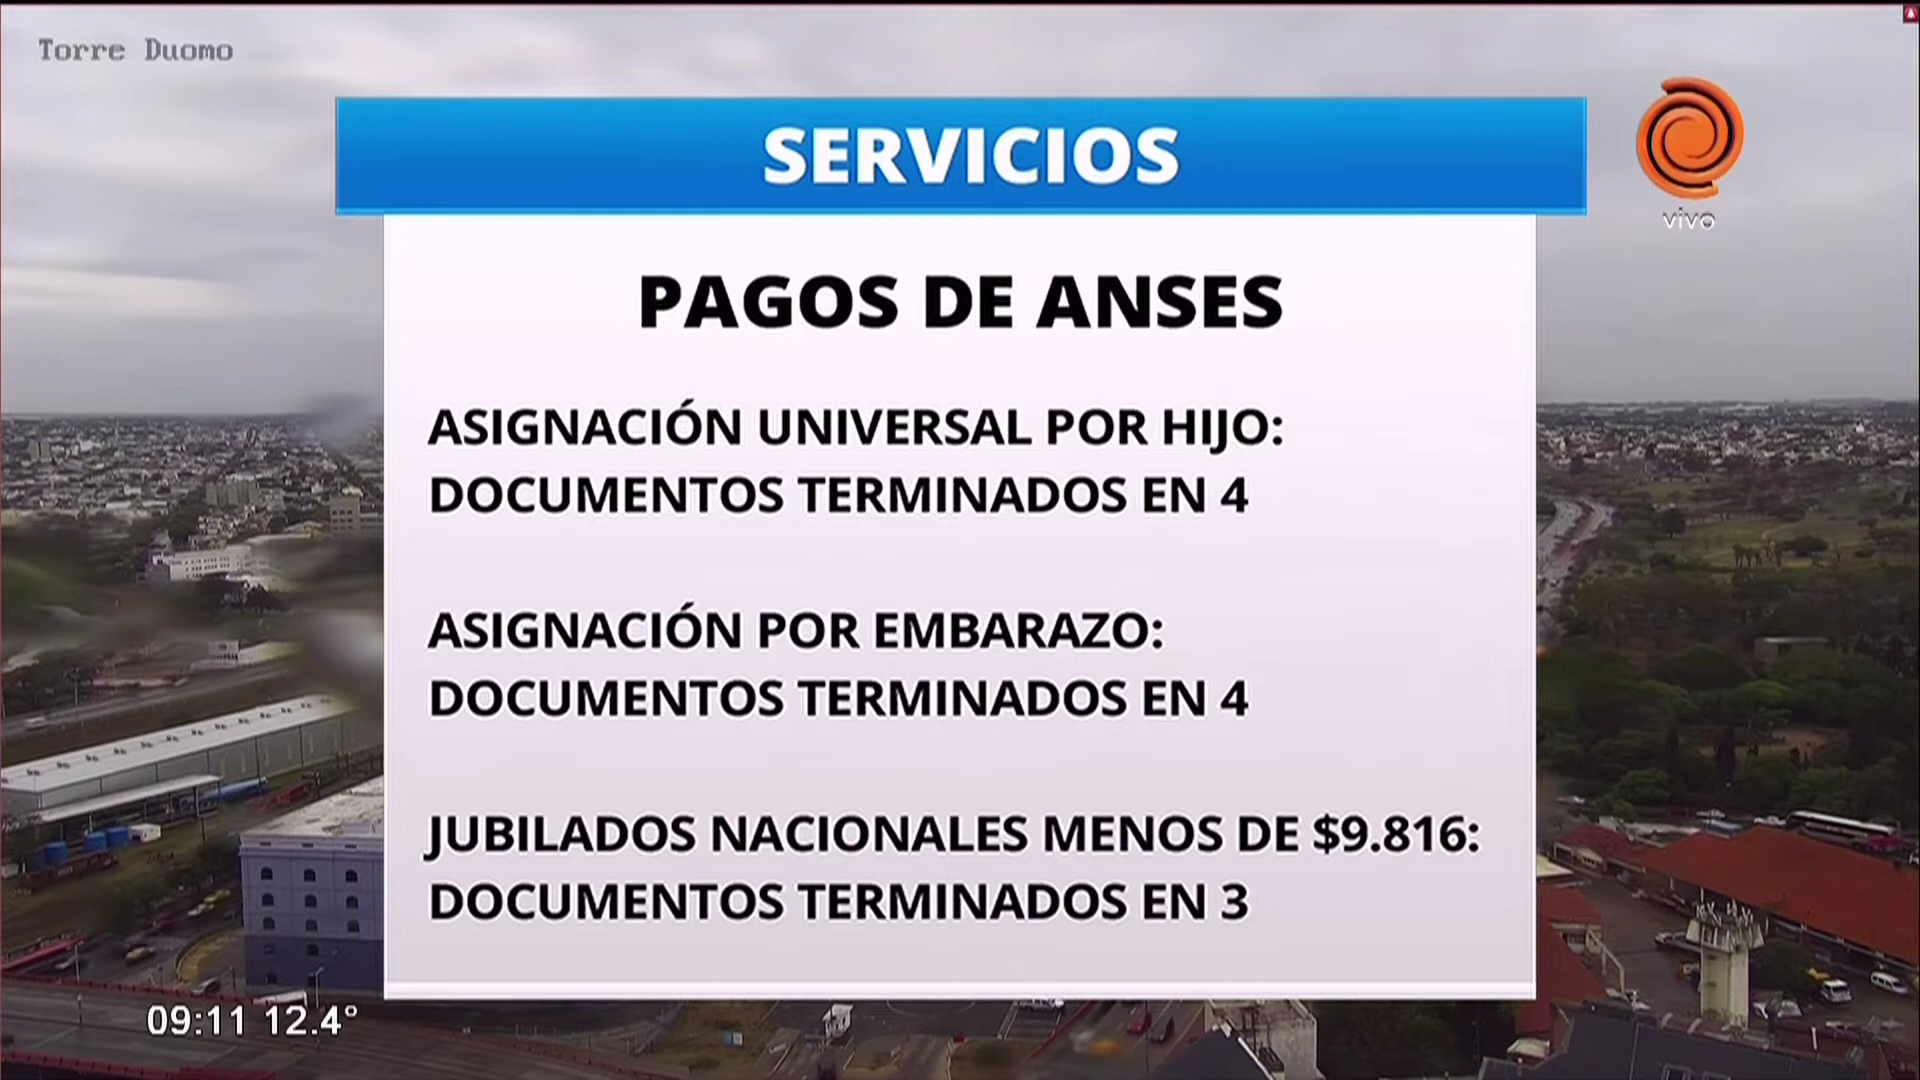 Torre Duomo
SERVICIOS
vivo
PAGOS DE ANSES
ASIGNACIÓN UNIVERSAL POR HIJO:
DOCUMENTOS TERMINADOS EN 4
ASIGNACIÓN POR EMBARAZO:
DOCUMENTOS TERMINADOS EN 4
JUBILADOS NACIONALES MENOS DE $9.816:
DOCUMENTOS TERMINADOS EN 3
09:11 12.4°